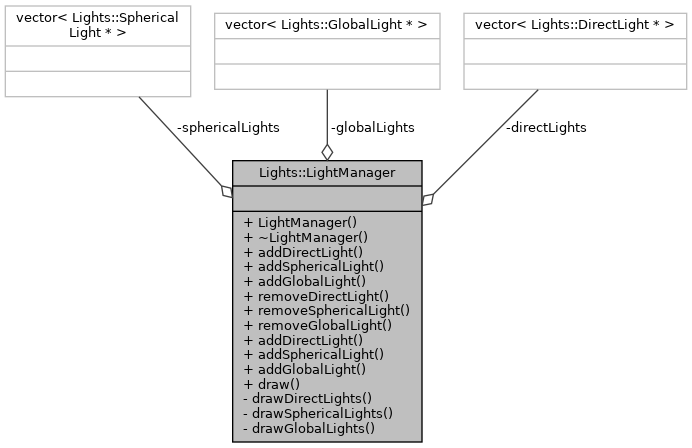 vector< Lights::Spherical
Light * >
vector< Lights::GlobalLight * >
vector< Lights::DirectLight * >
-sphericalLights
-globalLights
-directLights
Lights::LightManager
+ LightManager()
+ ~LightManager()
+ addDirectLight()
+ addSphericalLight()
+ addGlobalLight()
+ removeDirectLight()
+ removeSphericalLight()
+ removeGlobalLight()
+ addDirectLight()
+ addSphericalLight()
+ addGlobalLight()
+ draw()
- drawDirectLights()
- drawSphericalLights()
- drawGlobalLights()